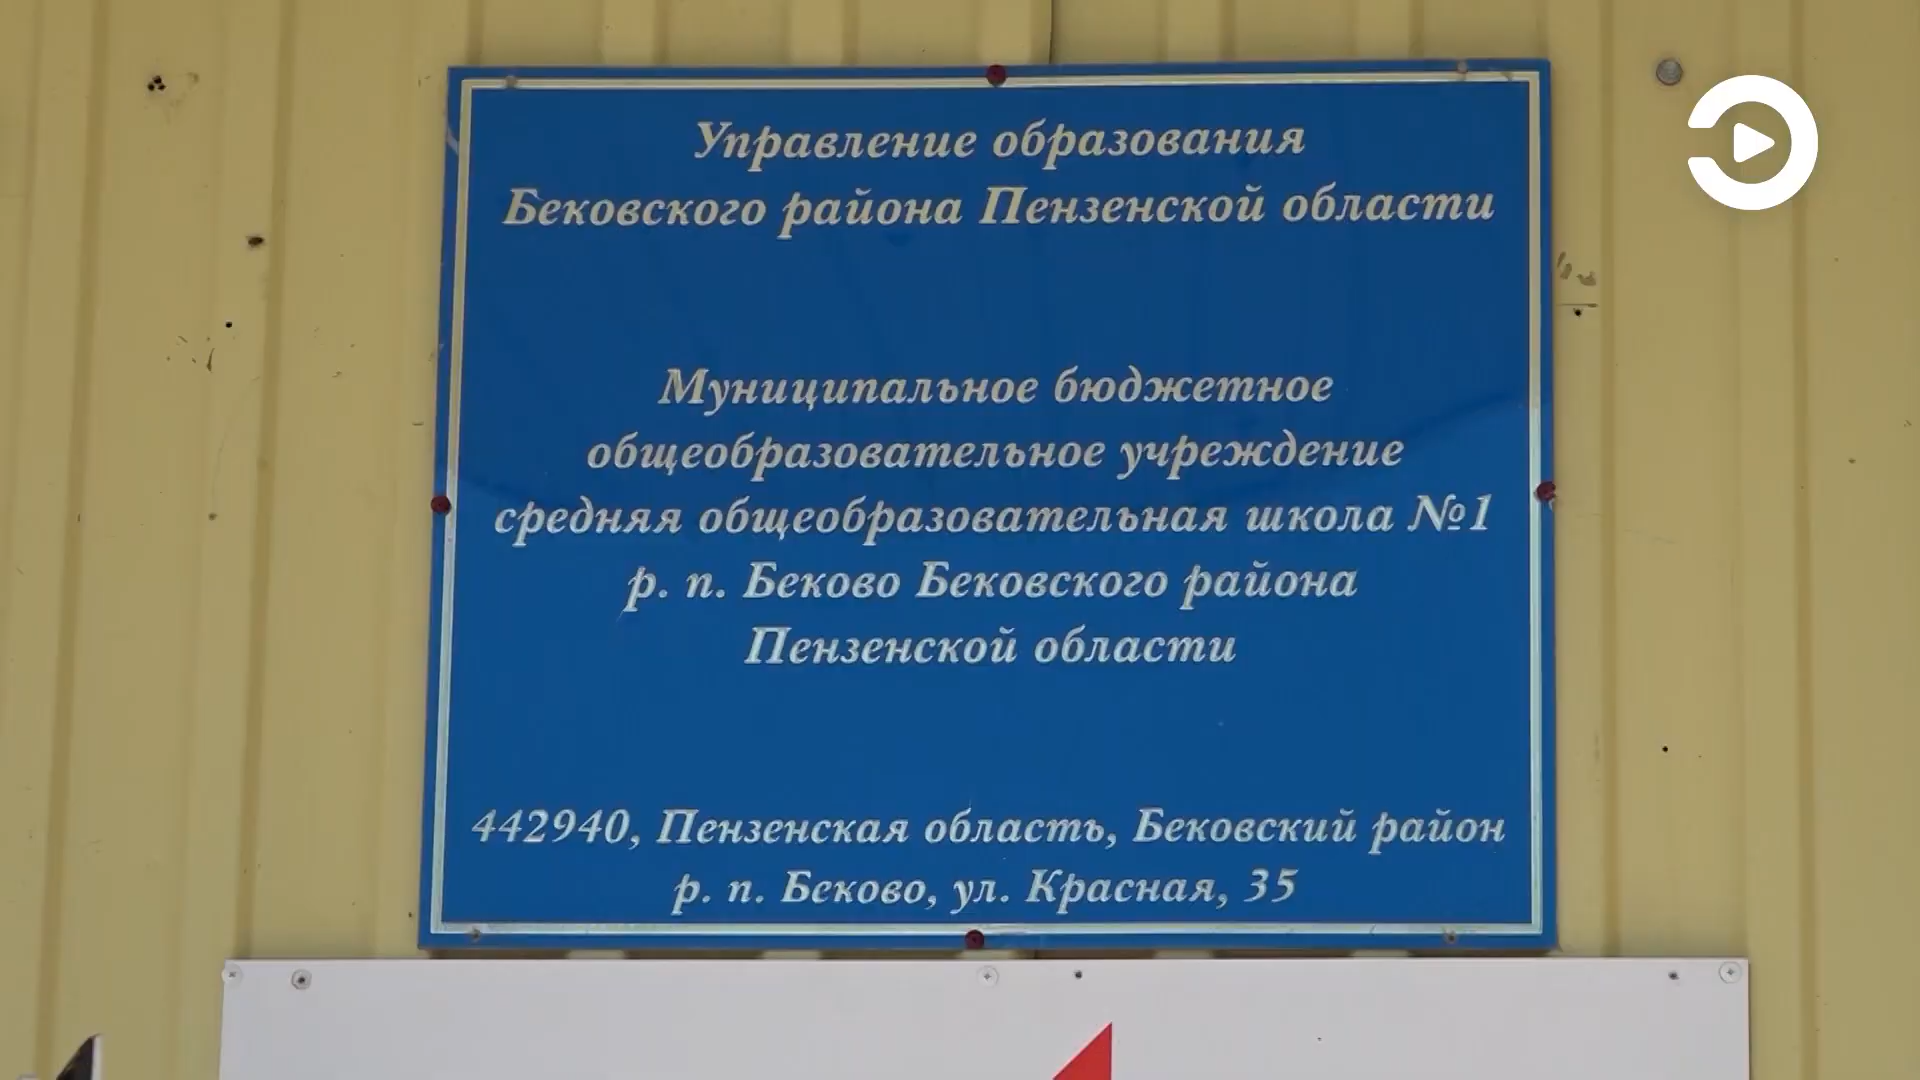 Управление образования
Бековского района Пензенской области
Муниципальное бюджетное
общеобразовательное учреждение
средняя общеобразовательная школа №1
р. п. Беково Бековского района
Пензенской области
442940, Пензенская область, Бековский район
р. п. Беково, ул. Красная, 35